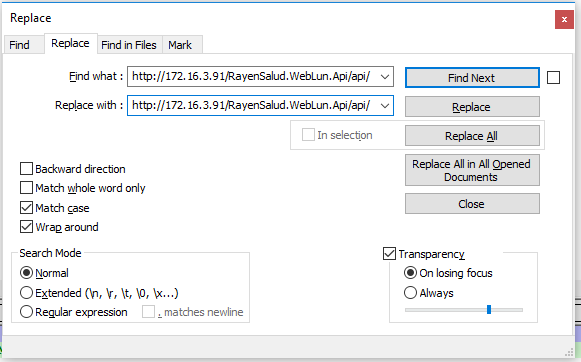 Replace
x
Find Replace Find in Files Mark
Find what : http://172.16.3.91/RayenSalud.WebLun.Api/api/ Find Next
Replace with : http://172.16.3.91/RayenSalud.WebLun.Api/api/ Replace
In selection Replace All
Backward direction Replace All in All Opened
Documents
Match whole word only
Match case Close
Wrap around
Search Mode Transparency
Normal On losing focus
Extended (\n, \r, \t, \0, \x...) Always
Regular expression . matches newline